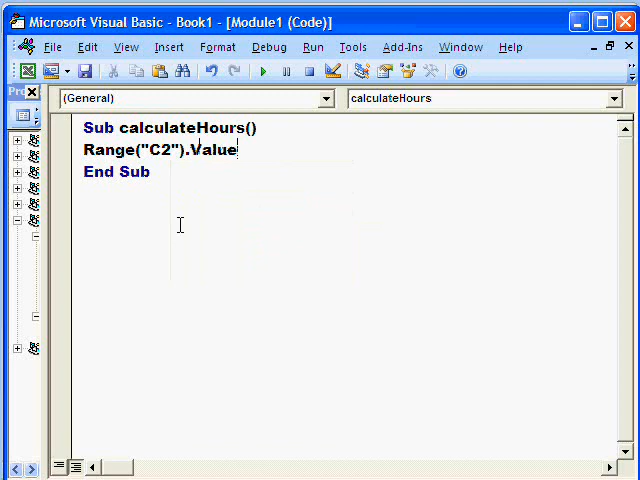 Microsoft Visual Basic - Book1 - [Module1 (Code)]
File Edit View Insert Format Debug Run Tools Add-Ins Window Help
(General) calculateHours
Sub calculateHours()
Range("C2").Value
End Sub